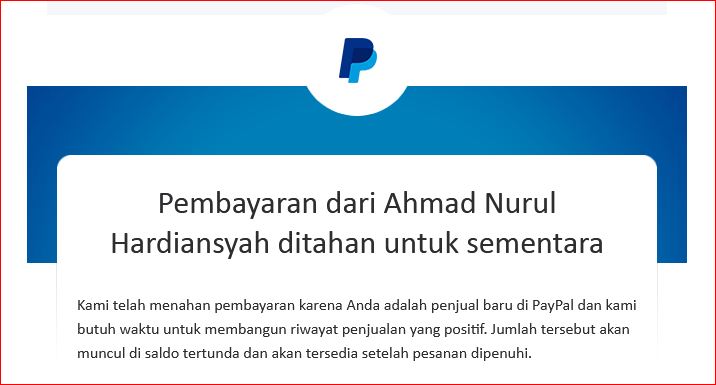 Pembayaran dari Ahmad Nurul
Hardiansyah ditahan untuk sementara
Kami telah menahan pembayaran karena Anda adalah penjual baru di PayPal dan kami
butuh waktu untuk membangun riwayat penjualan yang positif. Jumlah tersebut akan
muncul di saldo tertunda dan akan tersedia setelah pesanan dipenuhi.